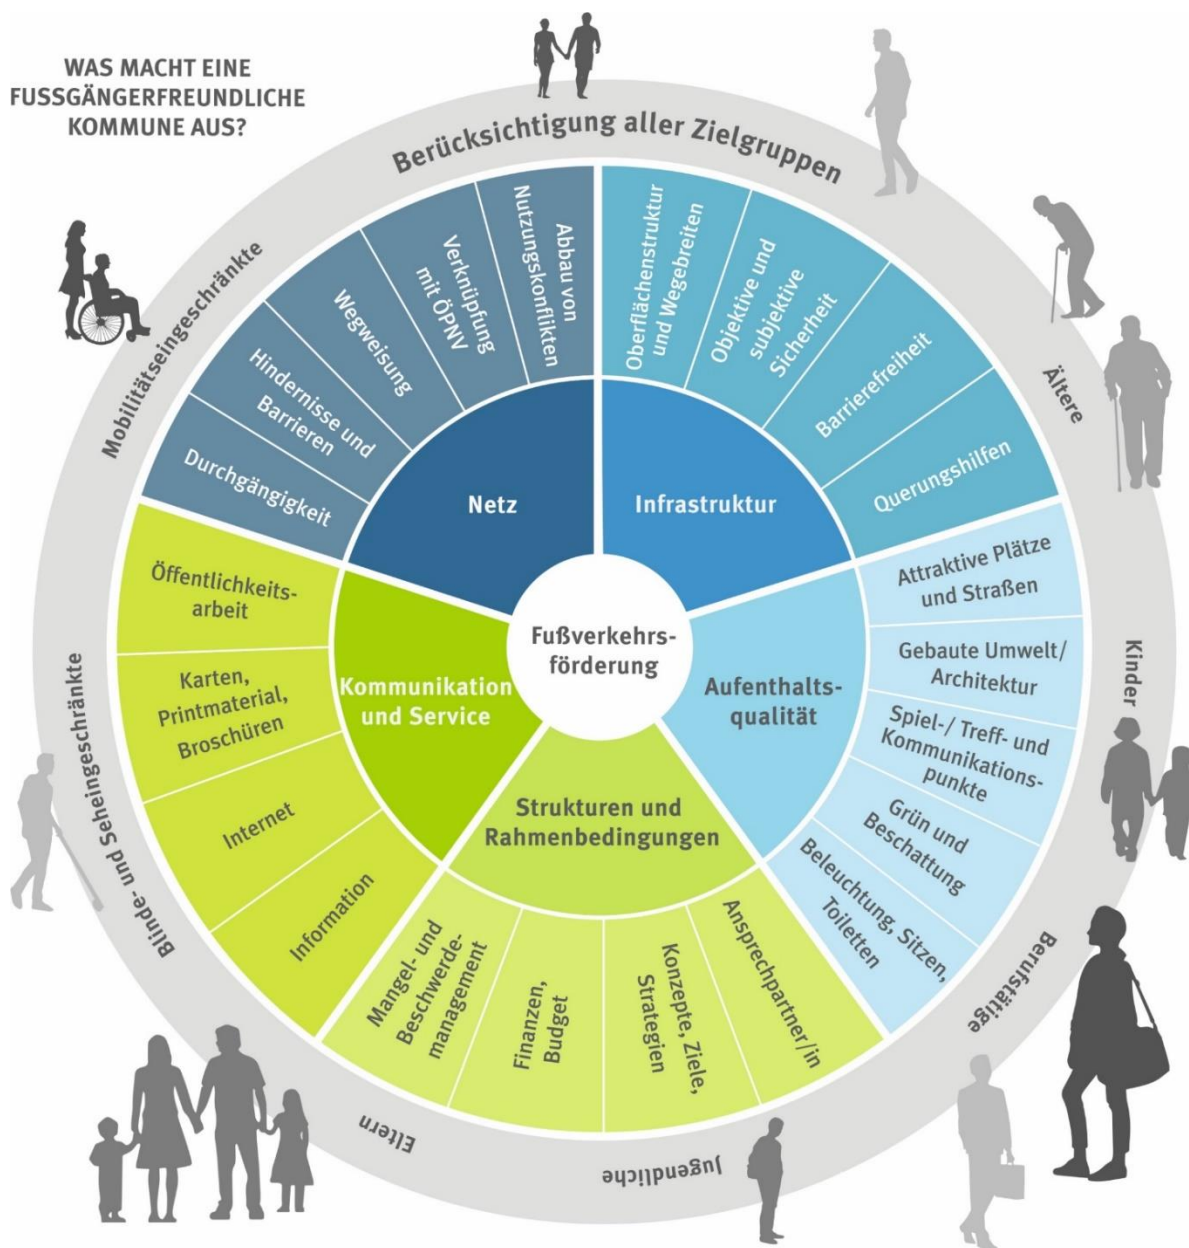 WAS MACHT EINE
FUSSGÄNGERFREUNDLICHE
KOMMUNE AUS?
Berücksichtigung aller Zielgruppen
Ältere
Kinder
Berufstätige
Jugendliche
Eltern
Blinde- und Seheingeschränkte
Mobilitätseingeschränkte
Fußverkehrs-
förderung
Netz
Durchgängigkeit
Hindernisse und
Barrieren
Wegweisung
Verknüpfung
mit ÖPNV
Abbau von
Nutzungskonflikten
Infrastruktur
Oberflächenstruktur
und Wegebreiten
Objektive und
subjektive
Sicherheit
Barrierefreiheit
Querungshilfen
Aufenthalts-
qualität
Attraktive Plätze
und Straßen
Gebaute Umwelt/
Architektur
Spiel-/ Treff- und
Kommunikations-
punkte
Grün und
Beschattung
Beleuchtung, Sitzen,
Toiletten
Strukturen und
Rahmenbedingungen
Ansprechpartner/in
Konzepte, Ziele,
Strategien
Finanzen,
Budget
Mangel- und
Beschwerde-
management
Kommunikation
und Service
Information
Internet
Karten,
Printmaterial,
Broschüren
Öffentlichkeits-
arbeit